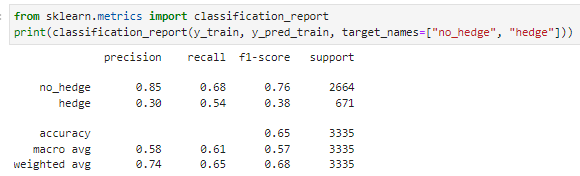 from sklearn.metrics import classification_report
print(classification_report(y_train, y_pred_train, target_names=["no_hedge", "hedge"]))
precision recall f1-score support
no_hedge 0.85 0.68 0.76 2664
hedge 0.30 0.54 0.38 671
accuracy 0.65 3335
macro avg 0.58 0.61 0.57 3335
weighted avg 0.74 0.65 0.68 3335